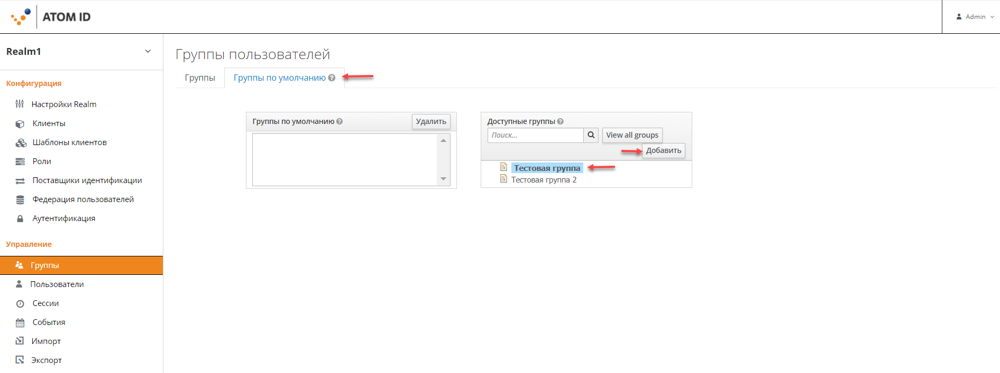 ATOM ID
Admin
Realm1
Конфигурация
Настройки Realm
Клиенты
Шаблоны клиентов
Роли
Поставщики идентификации
Федерация пользователей
Аутентификация
Управление
Группы
Пользователи
Сессии
События
Импорт
Экспорт
Группы пользователей
Группы
Группы по умолчанию
Группы по умолчанию
Удалить
Доступные группы
Поиск...
View all groups
Добавить
Тестовая группа
Тестовая группа 2